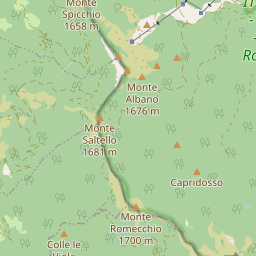 Monte
Spicchio
1658 m
Monte
Albano
1676 m
Monte
Saltello
1681 m
Capridosso
Monte
Romecchio
1700 m
Colle le